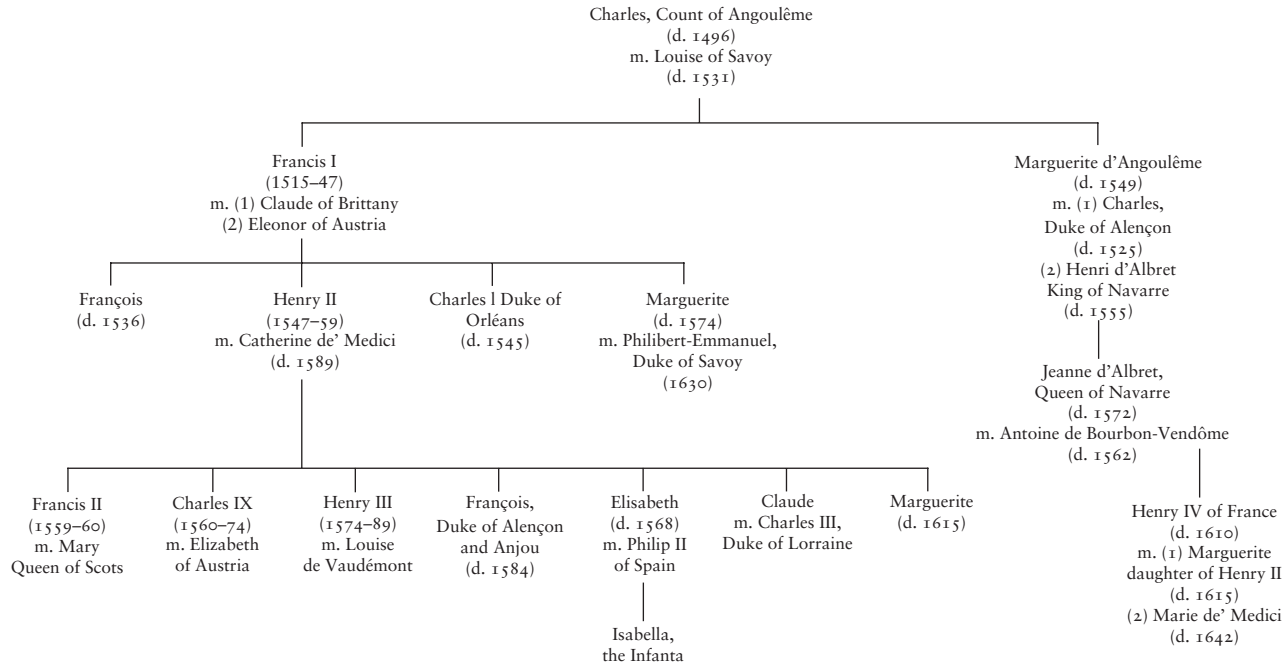 Charles, Count of Angoulême
(d. 1496)
m. Louise of Savoy
(d. 1531)
Francis I
(1515–47)
m. (1) Claude of Brittany
(2) Eleonor of Austria
Marguerite d'Angoulême
(d. 1549)
m. (1) Charles,
Duke of Alençon
(d. 1525)
(2) Henri d'Albret
King of Navarre
(d. 1555)
François
(d. 1536)
Henry II
(1547–59)
m. Catherine de' Medici
(d. 1589)
Charles l Duke of
Orléans
(d. 1545)
Marguerite
(d. 1574)
m. Philibert-Emmanuel,
Duke of Savoy
(1630)
Jeanne d'Albret,
Queen of Navarre
(d. 1572)
m. Antoine de Bourbon-Vendôme
(d. 1562)
Francis II
(1559–60)
m. Mary
Queen of Scots
Charles IX
(1560–74)
m. Elizabeth
of Austria
Henry III
(1574–89)
m. Louise
de Vaudémont
François,
Duke of Alençon
and Anjou
(d. 1584)
Elisabeth
(d. 1568)
m. Philip II
of Spain
Claude
m. Charles III,
Duke of Lorraine
Marguerite
(d. 1615)
Henry IV of France
(d. 1610)
m. (1) Marguerite
daughter of Henry II
(d. 1615)
(2) Marie de' Medici
(d. 1642)
Isabella,
the Infanta